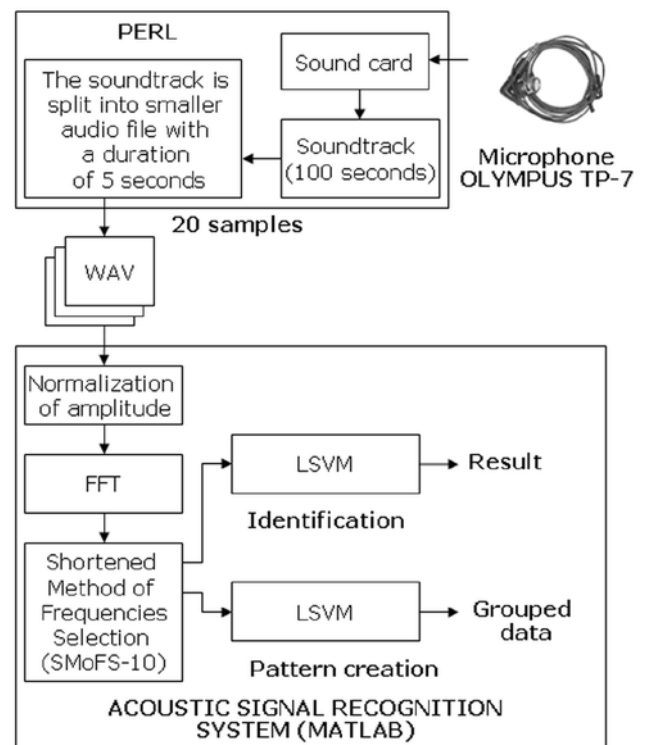 PERL
Sound card
Microphone
OLYMPUS TP-7
Soundtrack
(100 seconds)
The soundtrack is
split into smaller
audio file with
a duration
of 5 seconds
20 samples
WAV
Normalization
of amplitude
FFT
Shortened
Method of
Frequencies
Selection
(SMoFS-10)
LSVM
Result
Identification
LSVM
Grouped
data
Pattern creation
ACOUSTIC SIGNAL RECOGNITION
SYSTEM (MATLAB)